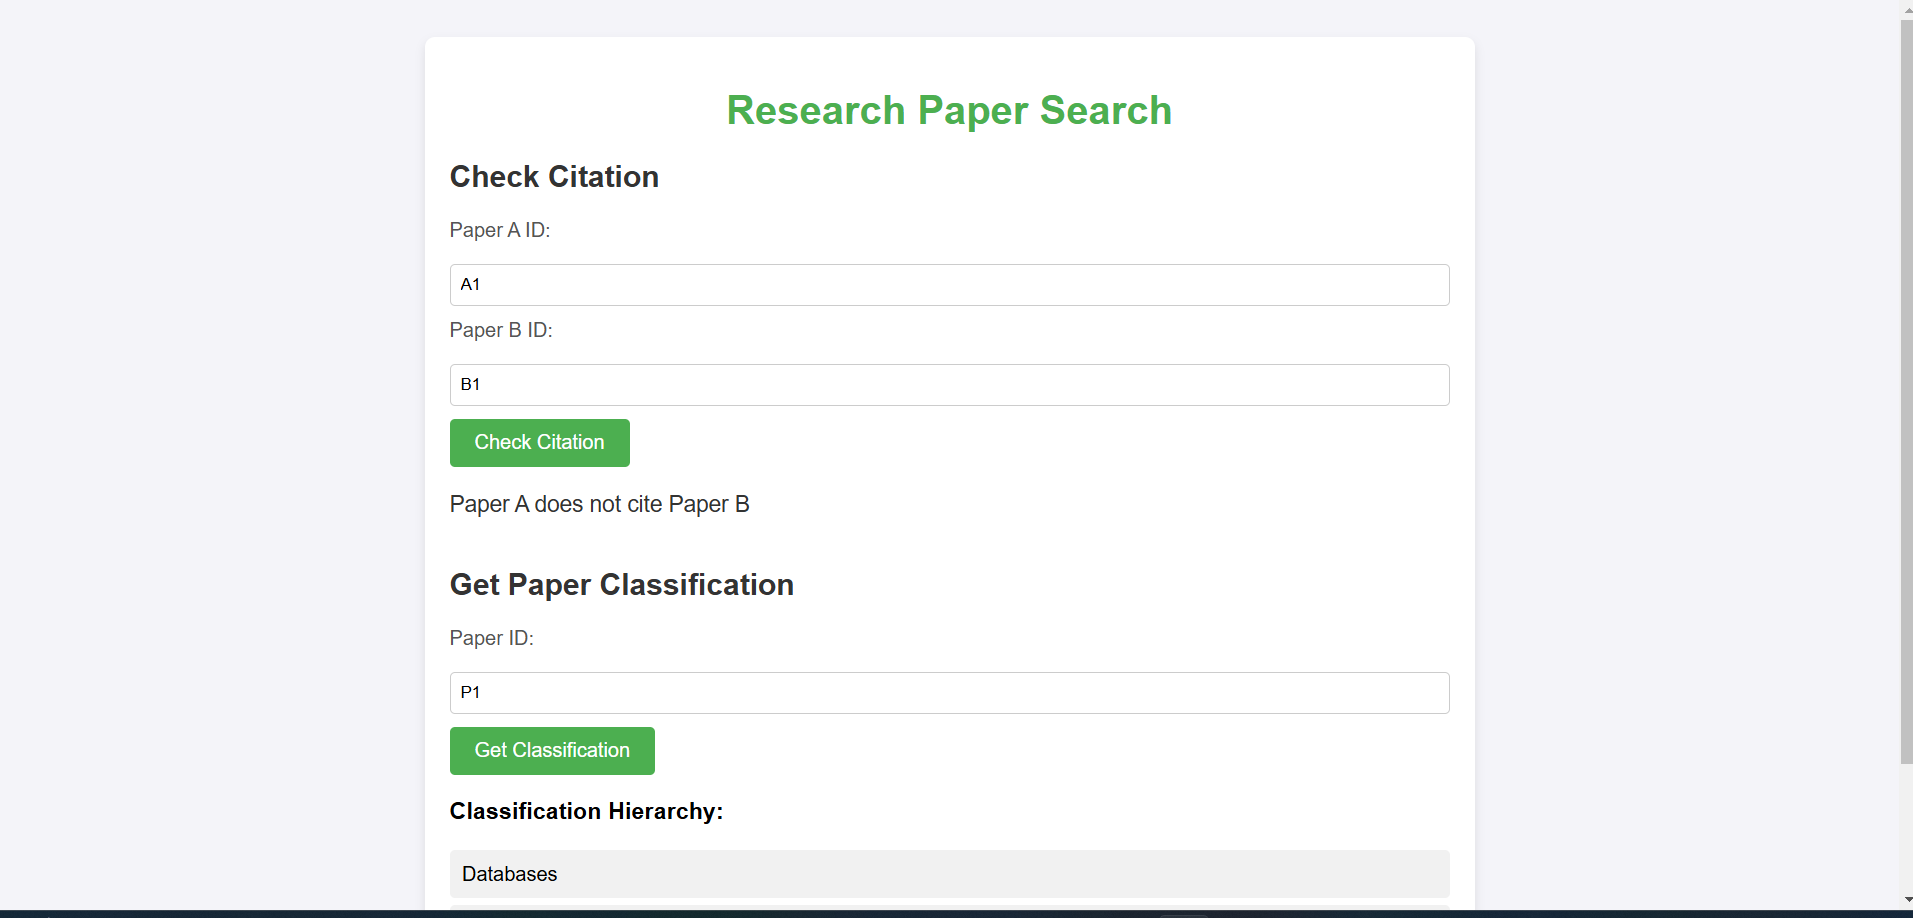 Research Paper Search
Check Citation
Paper A ID:
A1
Paper B ID:
B1
Check Citation
Paper A does not cite Paper B
Get Paper Classification
Paper ID:
P1
Get Classification
Classification Hierarchy:
Databases